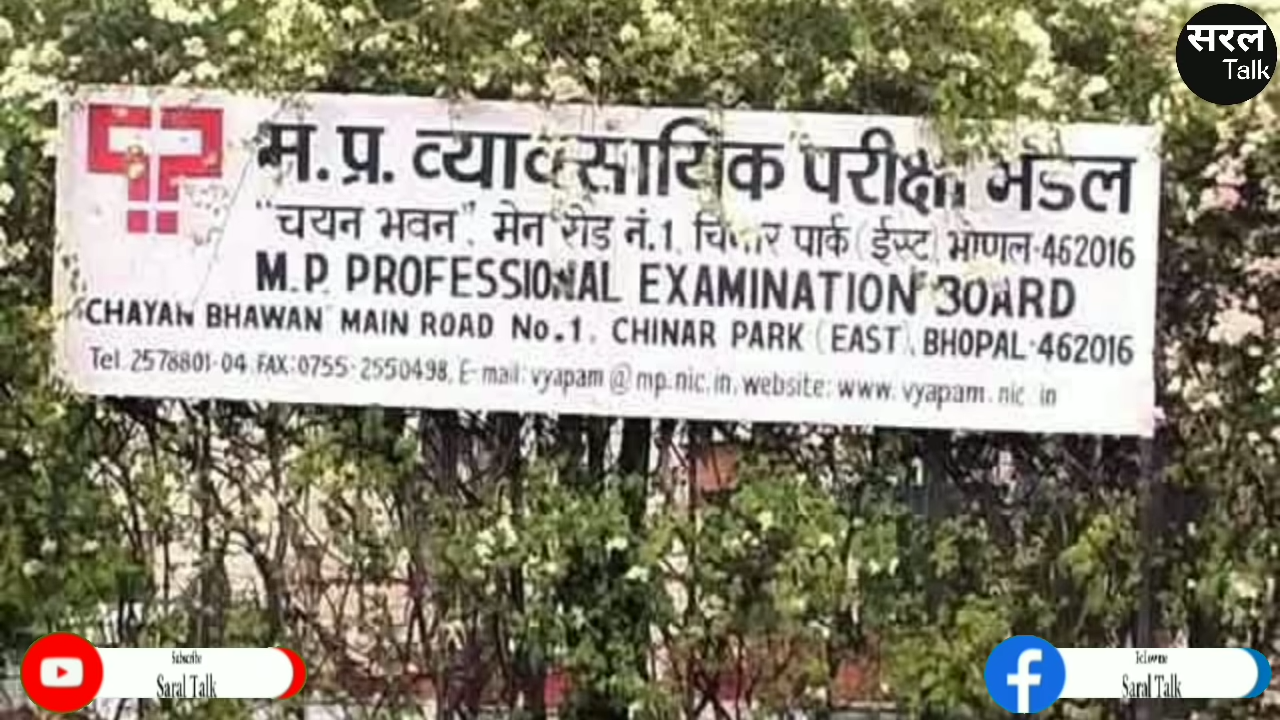 सरल
Talk
म.प्र. व्यावसायिक परीक्षा मंडल
"चयन भवन", मेन रोड नं.1, चिनार पार्क (ईस्ट) भोपाल-462016
M.P. PROFESSIONAL EXAMINATION BOARD
"CHAYAN BHAWAN" MAIN ROAD No.1, CHINAR PARK (EAST), BHOPAL-462016
Tel. 2578801-04 FAX:0755-2550498, E-mail: vyapam@mp.nic.in, website: www.vyapam.nic.in
Subscribe
Saral Talk
Saral Talk